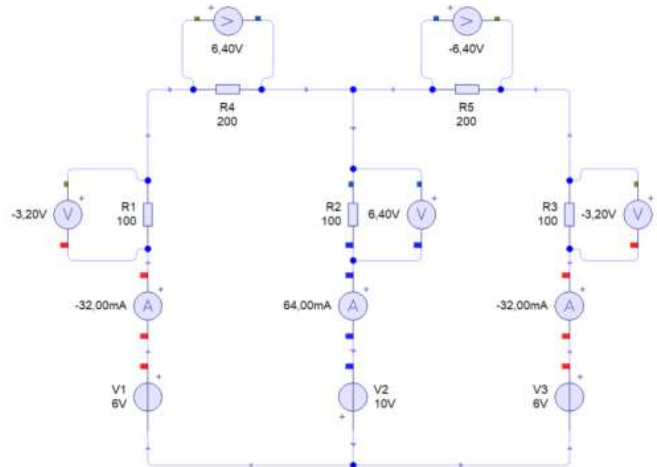 6,40V
-6,40V
R4
200
R5
200
-3,20V
V
R1
100
R2
100
6,40V
V
R3
100
-3,20V
V
-32,00mA
A
64,00mA
A
-32,00mA
A
V1
6V
V2
10V
V3
6V